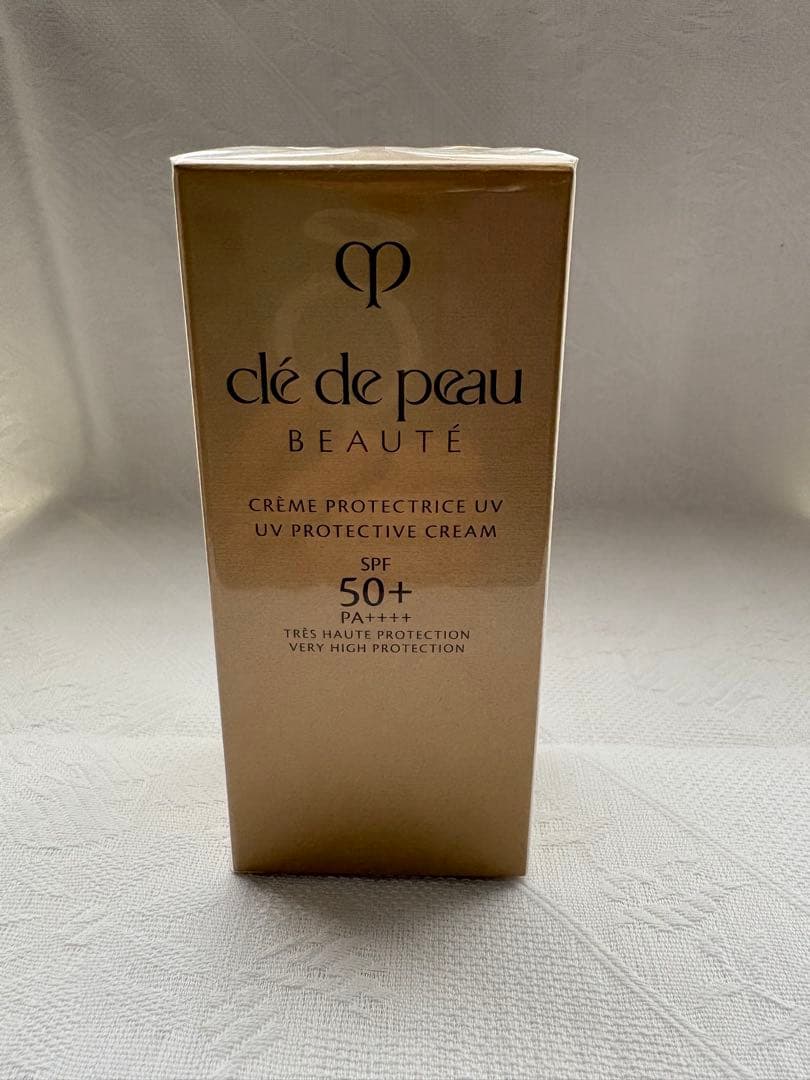 clé de peau
BEAUTÉ
CRÈME PROTECTRICE UV
UV PROTECTIVE CREAM
SPF
50+
PA++++
TRÈS HAUTE PROTECTION
VERY HIGH PROTECTION